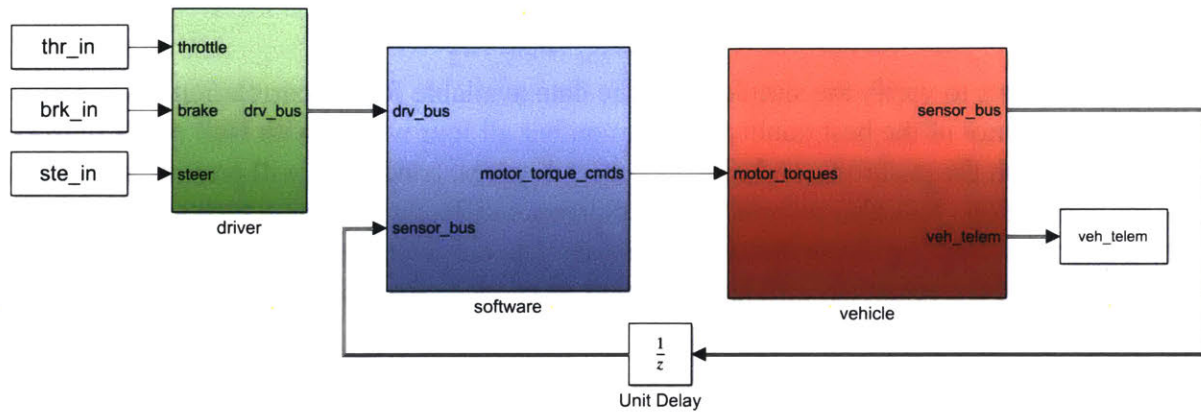 thr_in
brk_in
ste_in
throttle
brake
steer
drv_bus
driver
drv_bus
sensor_bus
motor_torque_cmds
software
motor_torques
sensor_bus
veh_telem
vehicle
veh_telem
1
z
Unit Delay